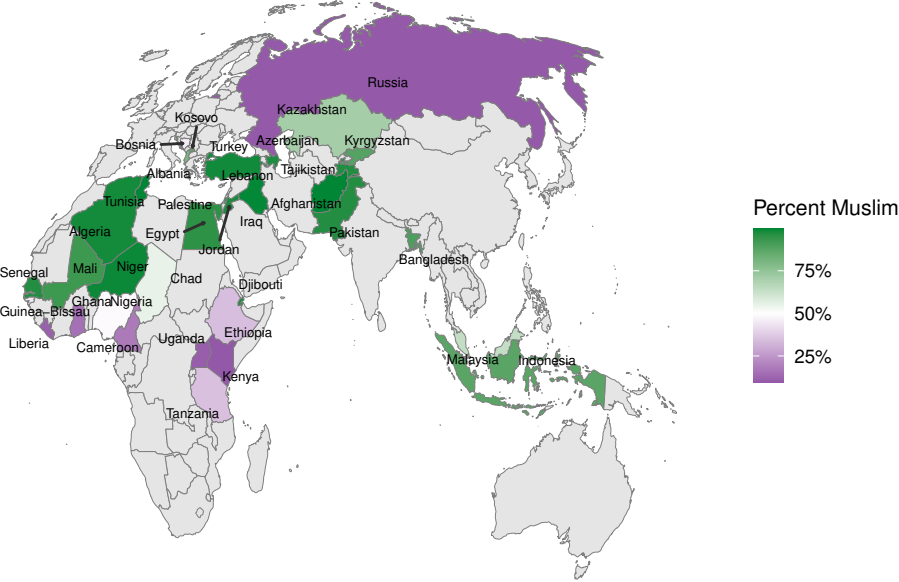 Russia
Kazakhstan
Kosovo
Bosnia
Turkey
Azerbaijan
Kyrgyzstan
Albania
Lebanon
Tajikistan
Tunisia
Palestine
Afghanistan
Algeria
Egypt
Iraq
Pakistan
Jordan
Bangladesh
Senegal
Mali
Niger
Chad
Djibouti
Guinea−Bissau
Ghana
Nigeria
Liberia
Cameroon
Uganda
Ethiopia
Kenya
Tanzania
Malaysia
Indonesia
Percent Muslim
75%
50%
25%